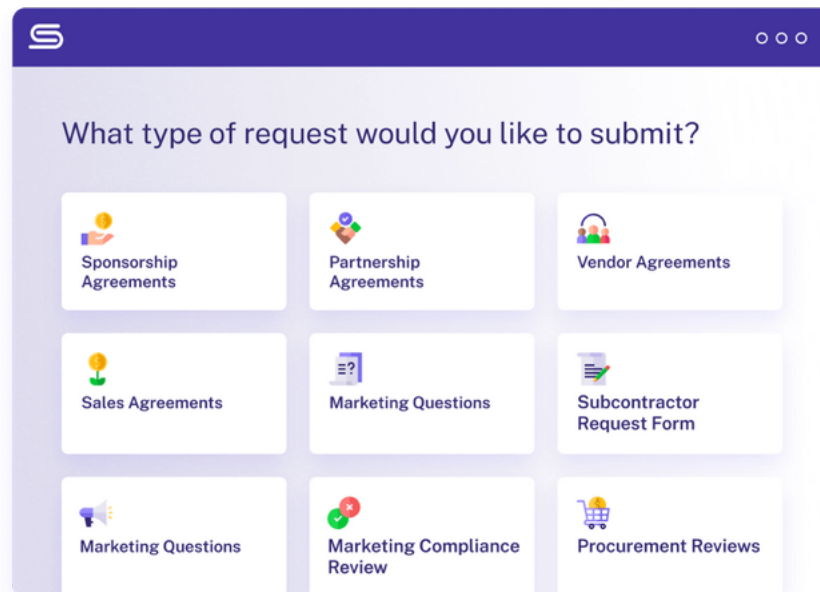 What type of request would you like to submit?
Sponsorship
Agreements
Partnership
Agreements
Vendor Agreements
Sales Agreements
=?
Marketing Questions
Subcontractor
Request Form
Marketing Questions
Marketing Compliance
Review
Procurement Reviews